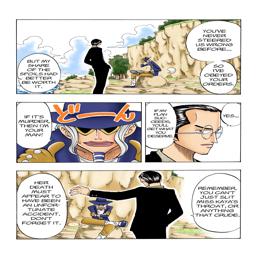 YOU'VE
NEVER
STEERED
US WRONG
BEFORE...
SO I'VE
OBEYED
YOUR
ORDERS.
BUT MY
SHARE
OF THE
SPOILS HAD
BETTER BE
WORTH
IT.
YES...
IF MY
PLAN
SUC-
CEEDS,
YOU'LL
GET WHAT
YOU
DESERVE.
IF IT'S
MURDER,
THEN I'M
YOUR
MAN!
どーん
REMEMBER,
YOU CAN'T
JUST SLIT
MISS KAYA'S
THROAT, OR
ANYTHING
THAT CRUDE.
HER
DEATH
MUST
APPEAR TO
HAVE BEEN
AN UNFOR-
TUNATE
ACCIDENT.
DON'T
FORGET IT.